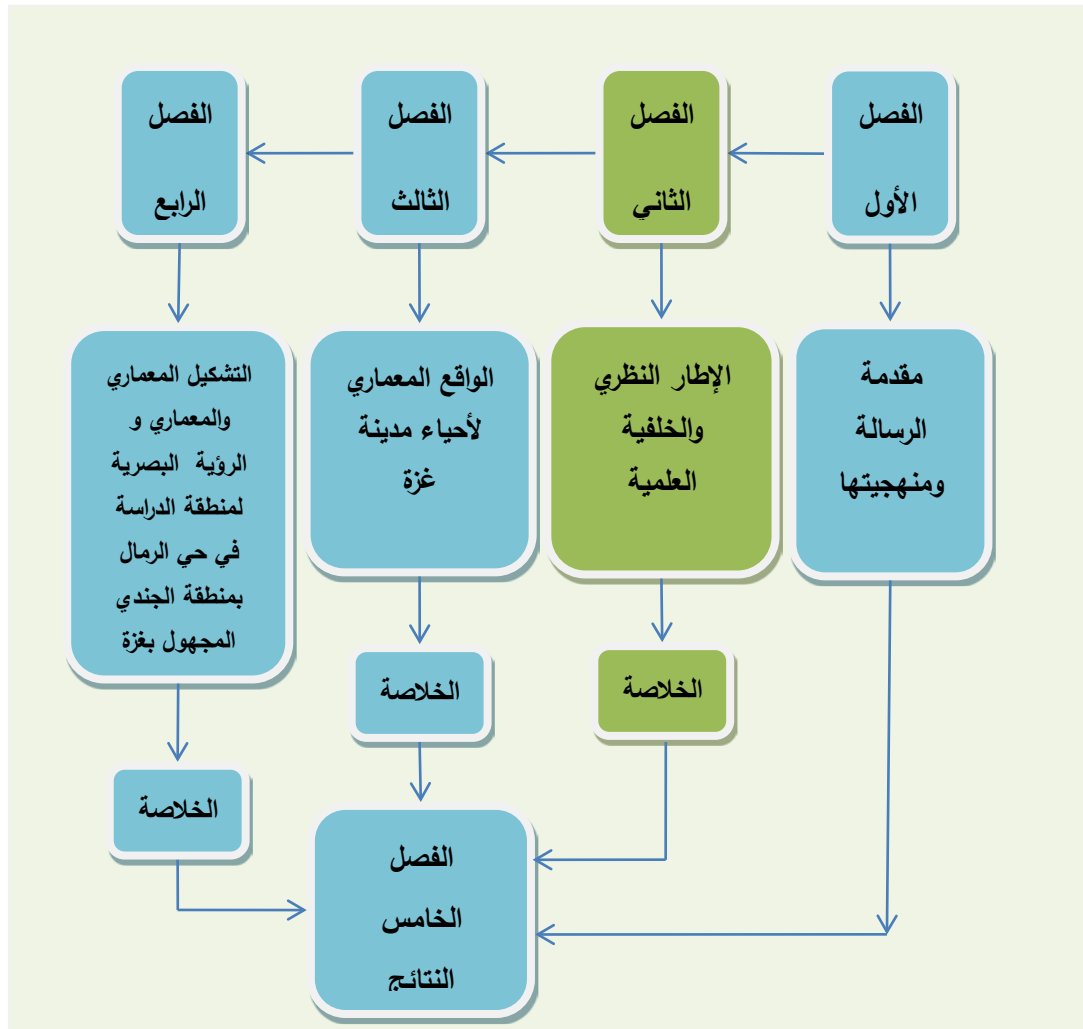 الفصل
الأول
الفصل
الثاني
الفصل
الثالث
الفصل
الرابع
مقدمة
الرسالة
ومنهجيتها
الإطار النظري
والخلفية
العلمية
الواقع المعماري
لأحياء مدينة
غزة
التشكيل المعماري
والمعماري و
الرؤية البصرية
لمنطقة الدراسة
في حي الرمال
بمنطقة الجندي
المجهول بغزة
الخلاصة
الخلاصة
الخلاصة
الفصل
الخامس
النتائج